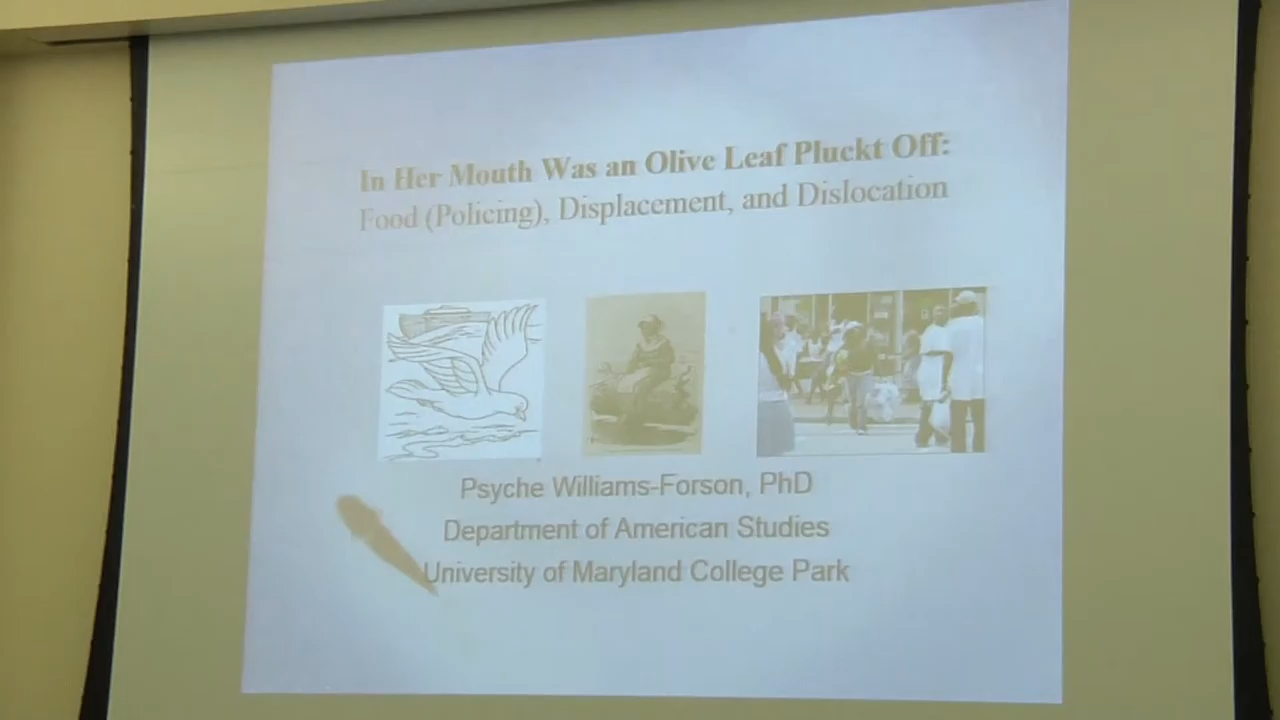 In Her Mouth Was an Olive Leaf Pluckt Off:
Food (Policing), Displacement, and Dislocation
Psyche Williams-Forson, PhD
Department of American Studies
University of Maryland College Park